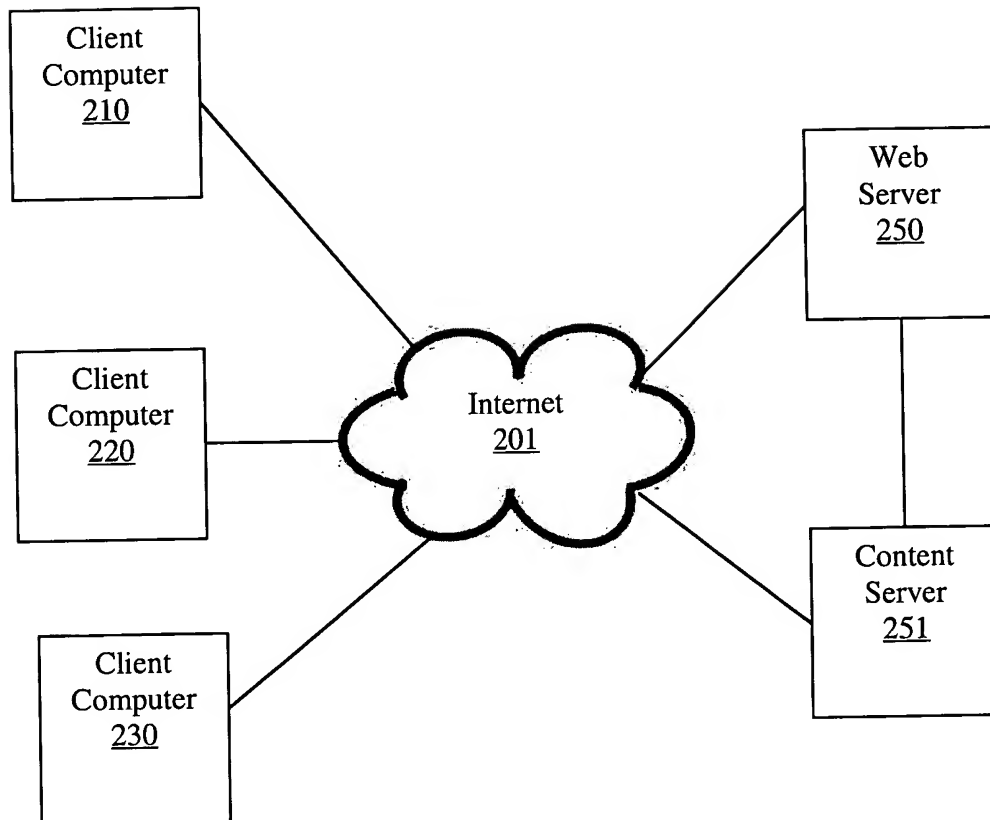 Client
Computer
210
Web
Server
250
Client
Computer
220
Internet
201
Content
Server
251
Client
Computer
230